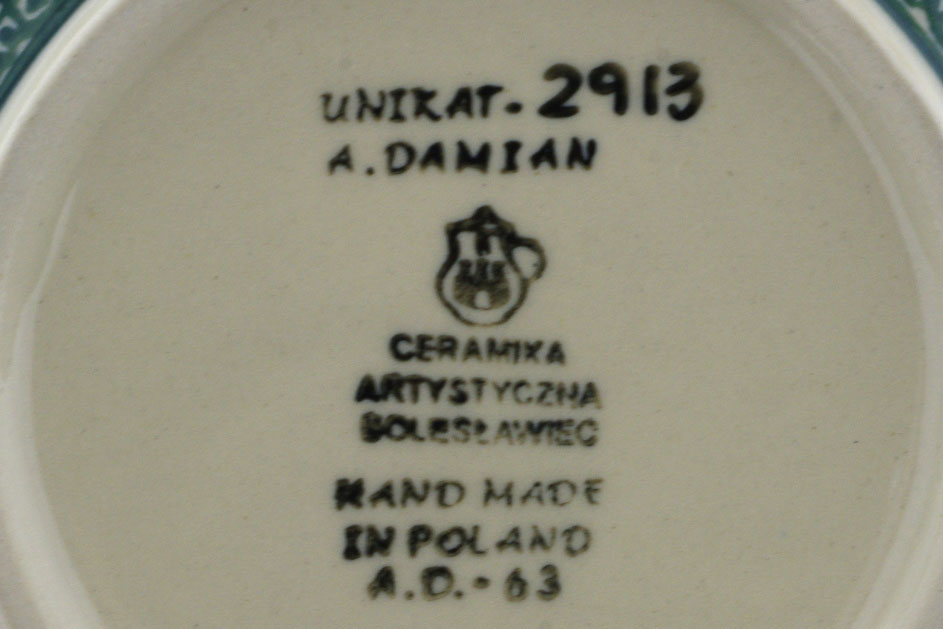 UNIKAT- 2913
A. DAMIAN
CERAMIKA
ARTYSTYCZNA
BOLESŁAWIEC
HAND MADE
IN POLAND
A.D.- 63